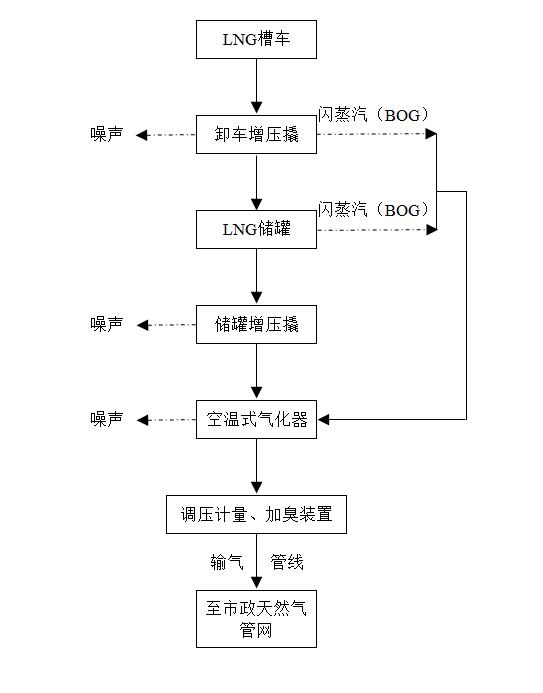 LNG槽车
闪蒸汽（BOG）
噪声
卸车增压撬
闪蒸汽（BOG）
LNG储罐
噪声
储罐增压撬
噪声
空温式气化器
调压计量、加臭装置
输气 管线
至市政天然气
管网